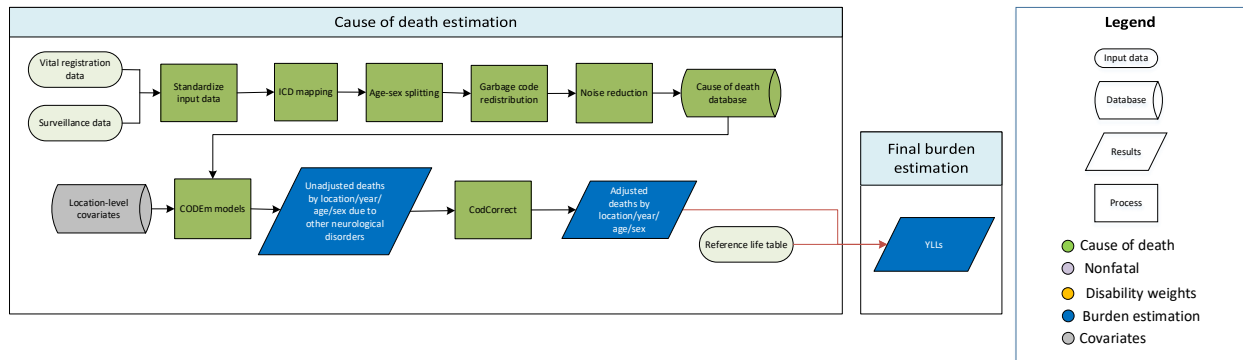 Cause of death estimation
Vital registration
data
Surveillance data
Standardize
input data
ICD mapping
Age-sex splitting
Garbage code
redistribution
Noise reduction
Cause of death
database
Location-level
covariates
CODEm models
Unadjusted deaths
by location/year/
age/sex due to
other neurological
disorders
CodCorrect
Adjusted
deaths by
location/year/
age/sex
Reference life table
Final burden
estimation
YLLs
Legend
Input data
Database
Results
Process
Cause of death
Nonfatal
Disability weights
Burden estimation
Covariates